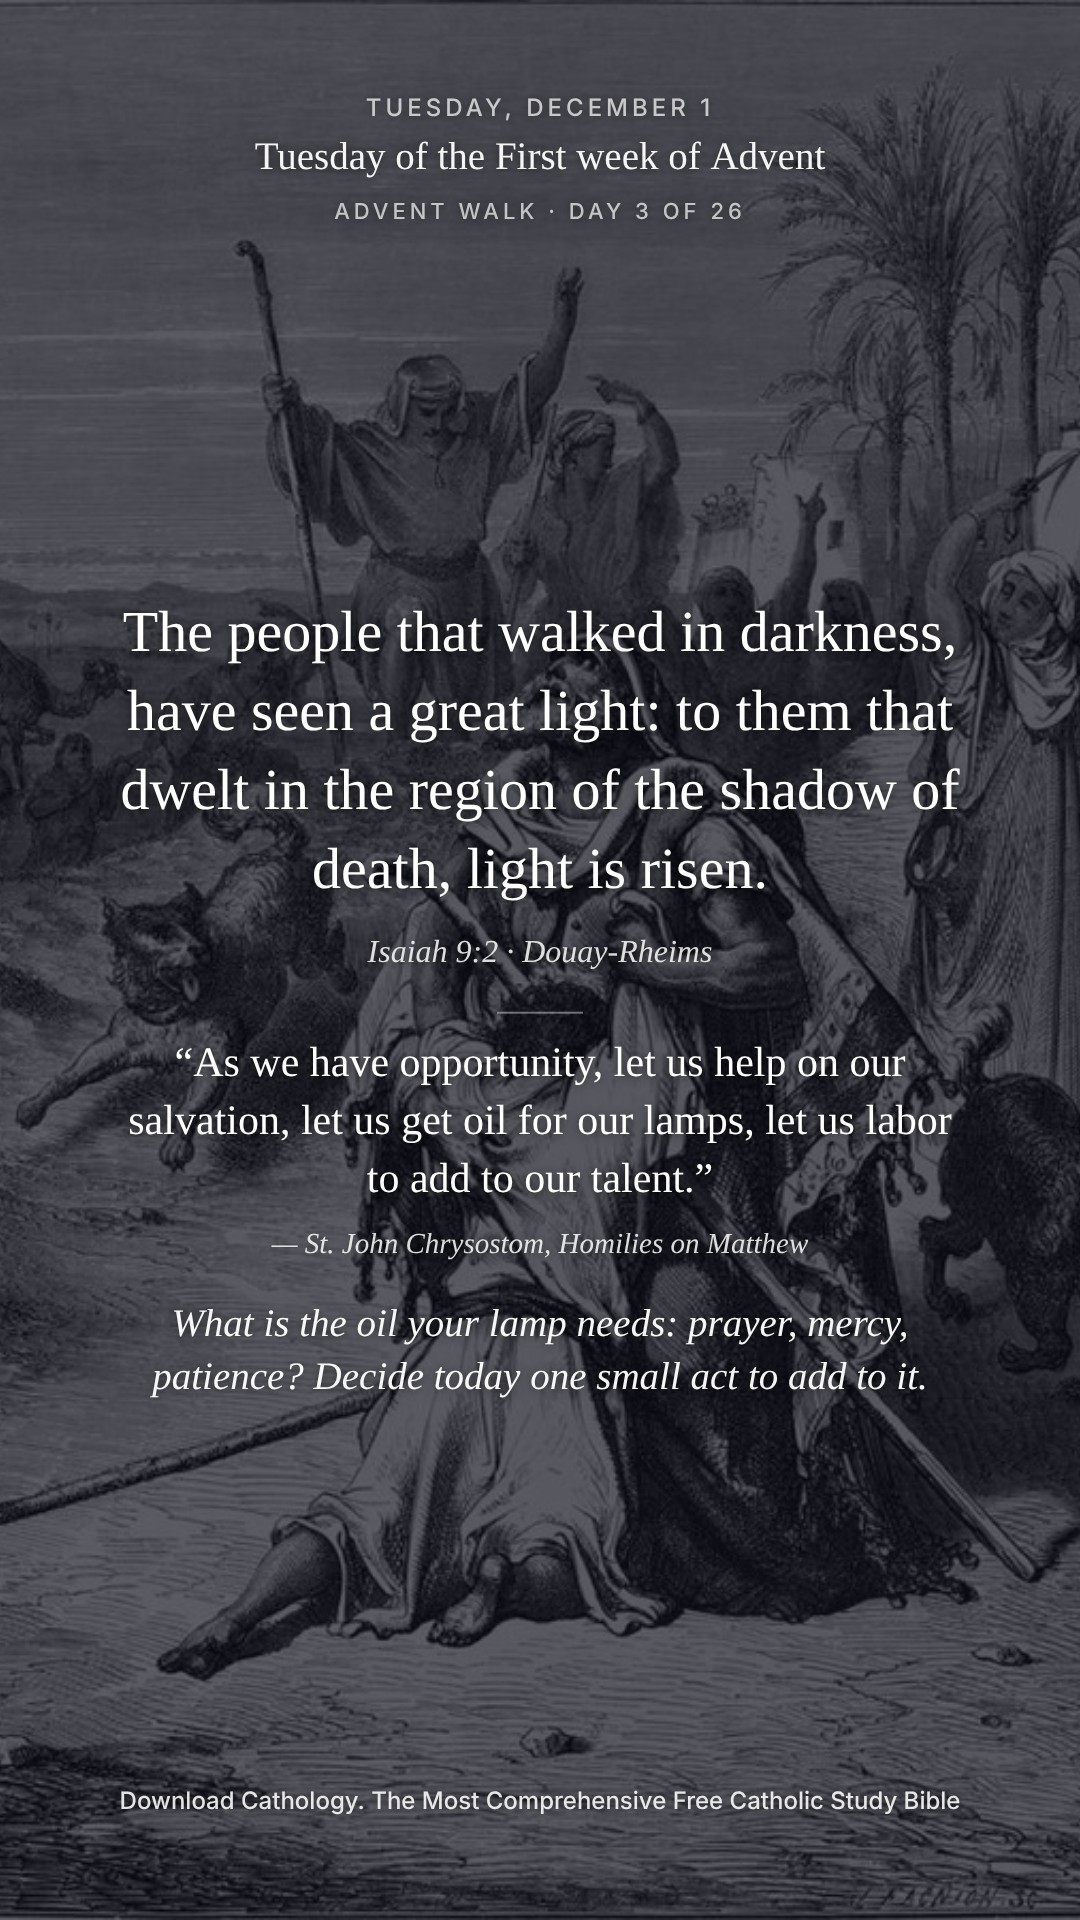 TUESDAY, DECEMBER 1
Tuesday of the First week of Advent
ADVENT WALK · DAY 3 OF 26
The people that walked in darkness,
have seen a great light: to them that
dwelt in the region of the shadow of
death, light is risen.
Isaiah 9:2 · Douay-Rheims
“As we have opportunity, let us help on our
salvation, let us get oil for our lamps, let us labor
to add to our talent.”
— St. John Chrysostom, Homilies on Matthew
What is the oil your lamp needs: prayer, mercy,
patience? Decide today one small act to add to it.
Download Cathology. The Most Comprehensive Free Catholic Study Bible